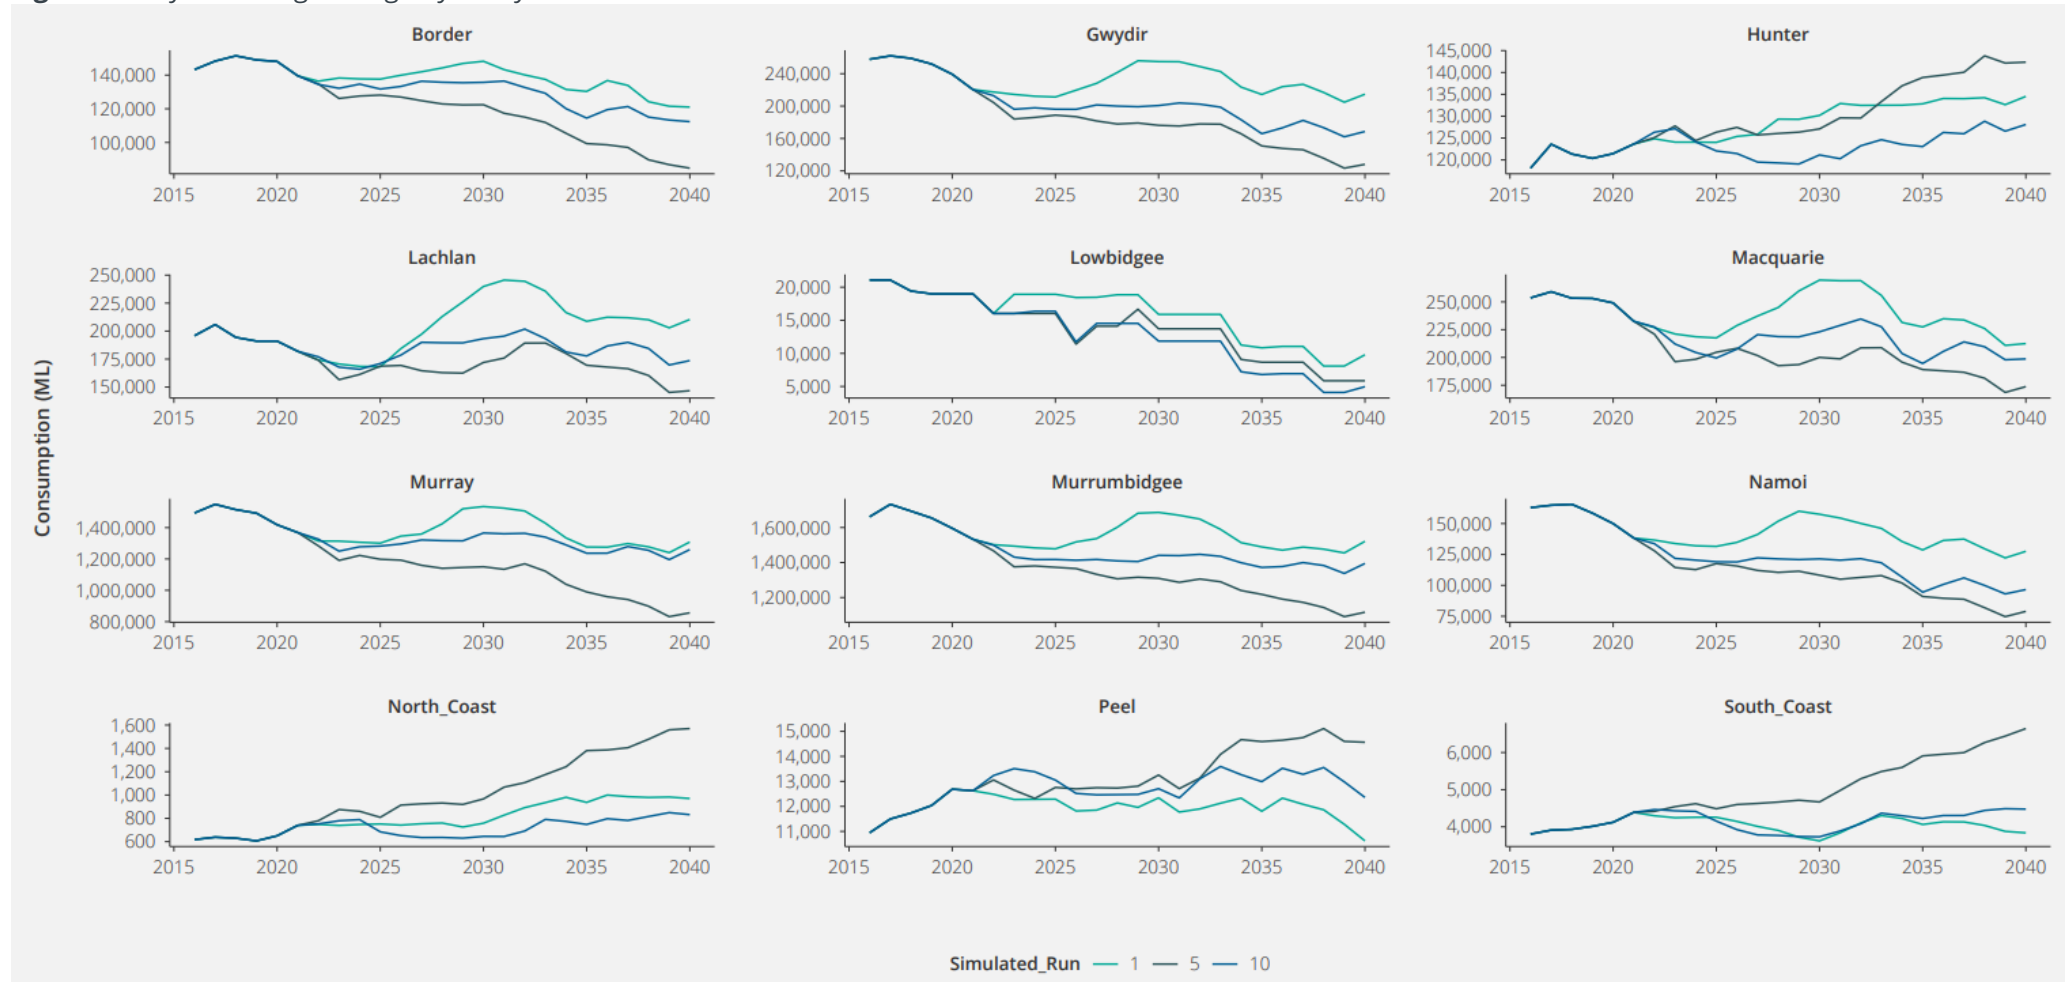 Border
140,000
120,000
100,000
2015 2020 2025 2030 2035 2040
Gwydir
240,000
200,000
160,000
120,000
2015 2020 2025 2030 2035 2040
Hunter
145,000
140,000
135,000
130,000
125,000
120,000
2015 2020 2025 2030 2035 2040
Consumption (ML)
Lachlan
250,000
225,000
200,000
175,000
150,000
2015 2020 2025 2030 2035 2040
Lowbidgee
20,000
15,000
10,000
5,000
2015 2020 2025 2030 2035 2040
Macquarie
250,000
225,000
200,000
175,000
2015 2020 2025 2030 2035 2040
Murray
1,400,000
1,200,000
1,000,000
800,000
2015 2020 2025 2030 2035 2040
Murrumbidgee
1,600,000
1,400,000
1,200,000
2015 2020 2025 2030 2035 2040
Namoi
150,000
125,000
100,000
75,000
2015 2020 2025 2030 2035 2040
North_Coast
1,600
1,400
1,200
1,000
800
600
2015 2020 2025 2030 2035 2040
Peel
15,000
14,000
13,000
12,000
11,000
2015 2020 2025 2030 2035 2040
South_Coast
6,000
5,000
4,000
2015 2020 2025 2030 2035 2040
Simulated_Run 1 5 10